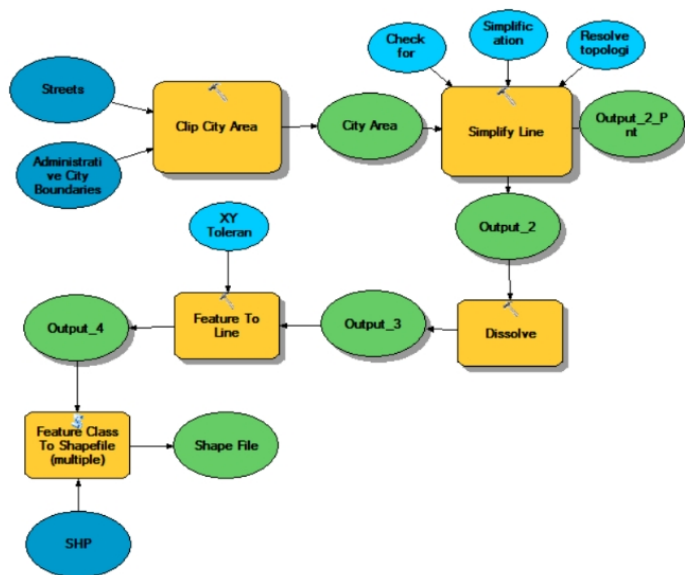 Check
for
Simplific
ation
Resolve
topologi
Streets
Clip City Area
City Area
Simplify Line
Output_2_P
nt
Administrati
ve City
Boundaries
XY
Toleran
Output_2
Output_4
Feature To
Line
Output_3
Dissolve
Feature Class
To Shapefile
(multiple)
Shape File
SHP